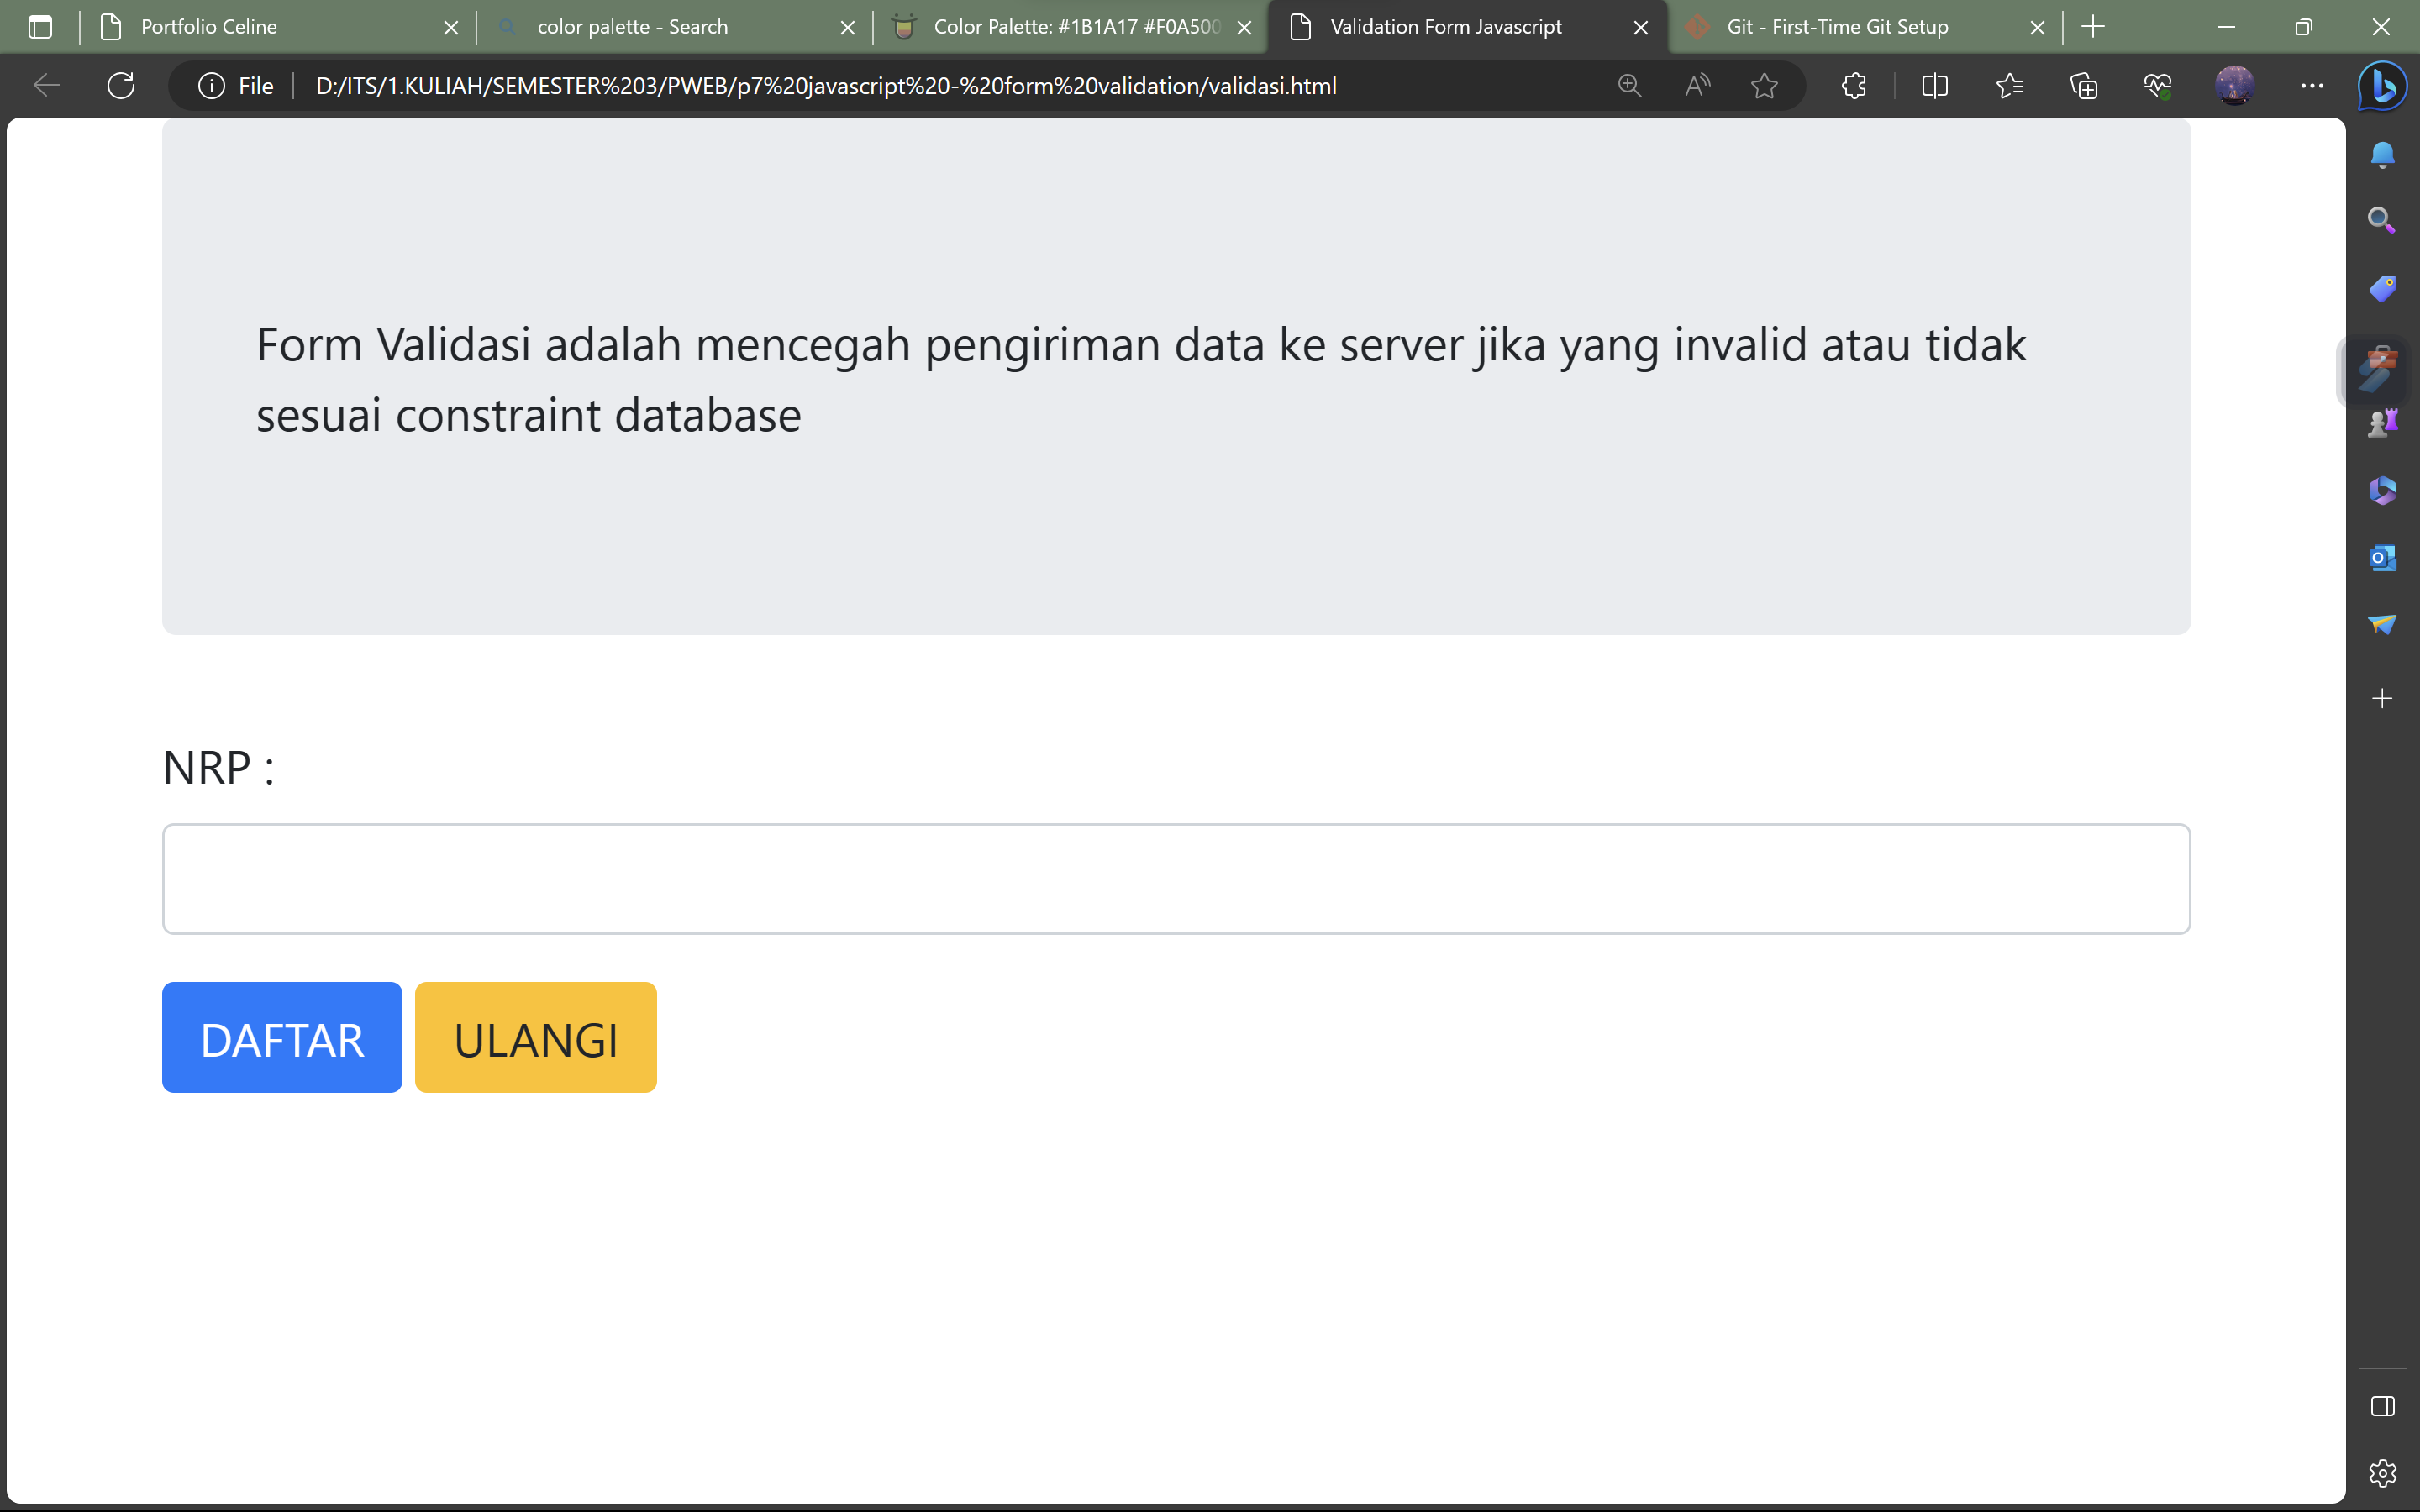 Portfolio Celine
color palette - Search
Color Palette: #1B1A17 #F0A500
Validation Form Javascript
Git - First-Time Git Setup
File
D:/ITS/1.KULIAH/SEMESTER%203/PWEB/p7%20javascript%20-%20form%20validation/validasi.html
Form Validasi adalah mencegah pengiriman data ke server jika yang invalid atau tidak
sesuai constraint database
NRP :
DAFTAR
ULANGI